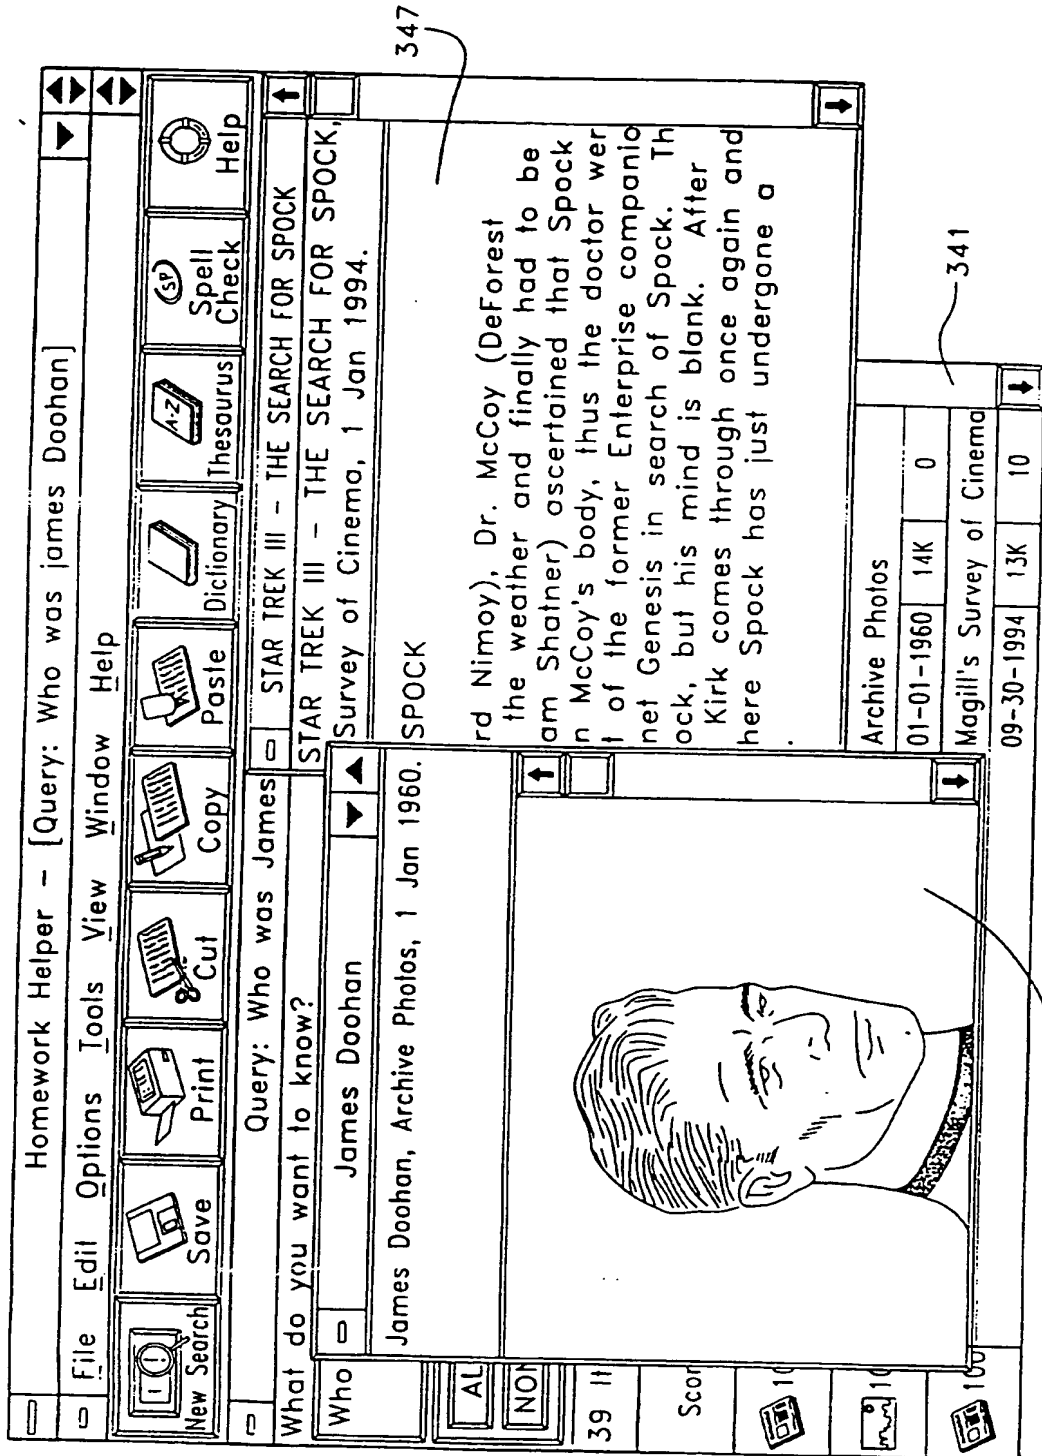 Homework Helper - [Query: Who was james Doohan]
File Edit Options Tools View Window Help
New Search Save Print Cut Copy Paste Dictionary Thesaurus Spell Check Help
A-Z
SP
Query: Who was James
What do you want to know?
Who
AL
NON
39 It
Scor
10
10
100
STAR TREK III - THE SEARCH FOR SPOCK
STAR TREK III - THE SEARCH FOR SPOCK,
Survey of Cinema, 1 Jan 1994.
SPOCK
rd Nimoy), Dr. McCoy (DeForest
the weather and finally had to be
am Shatner) ascertained that Spock
n McCoy's body, thus the doctor wer
t of the former Enterprise companio
net Genesis in search of Spock. Th
ock, but his mind is blank. After
Kirk comes through once again and
here Spock has just undergone a
.
James Doohan
James Doohan, Archive Photos, 1 Jan 1960.
Archive Photos
01-01-1960 14K 0
Magill's Survey of Cinema
09-30-1994 13K 10
347
341